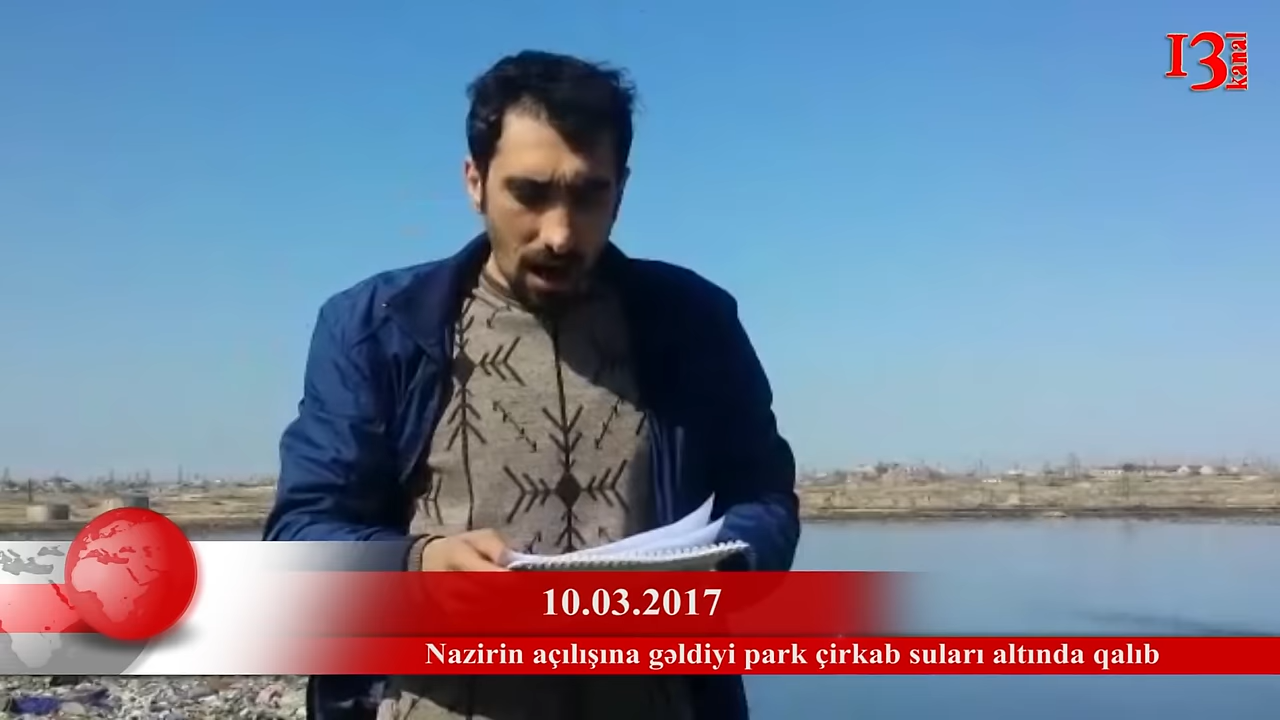 13 kanal
10.03.2017
Nazirin açılışına gəldiyi park çirkab suları altında qalıb